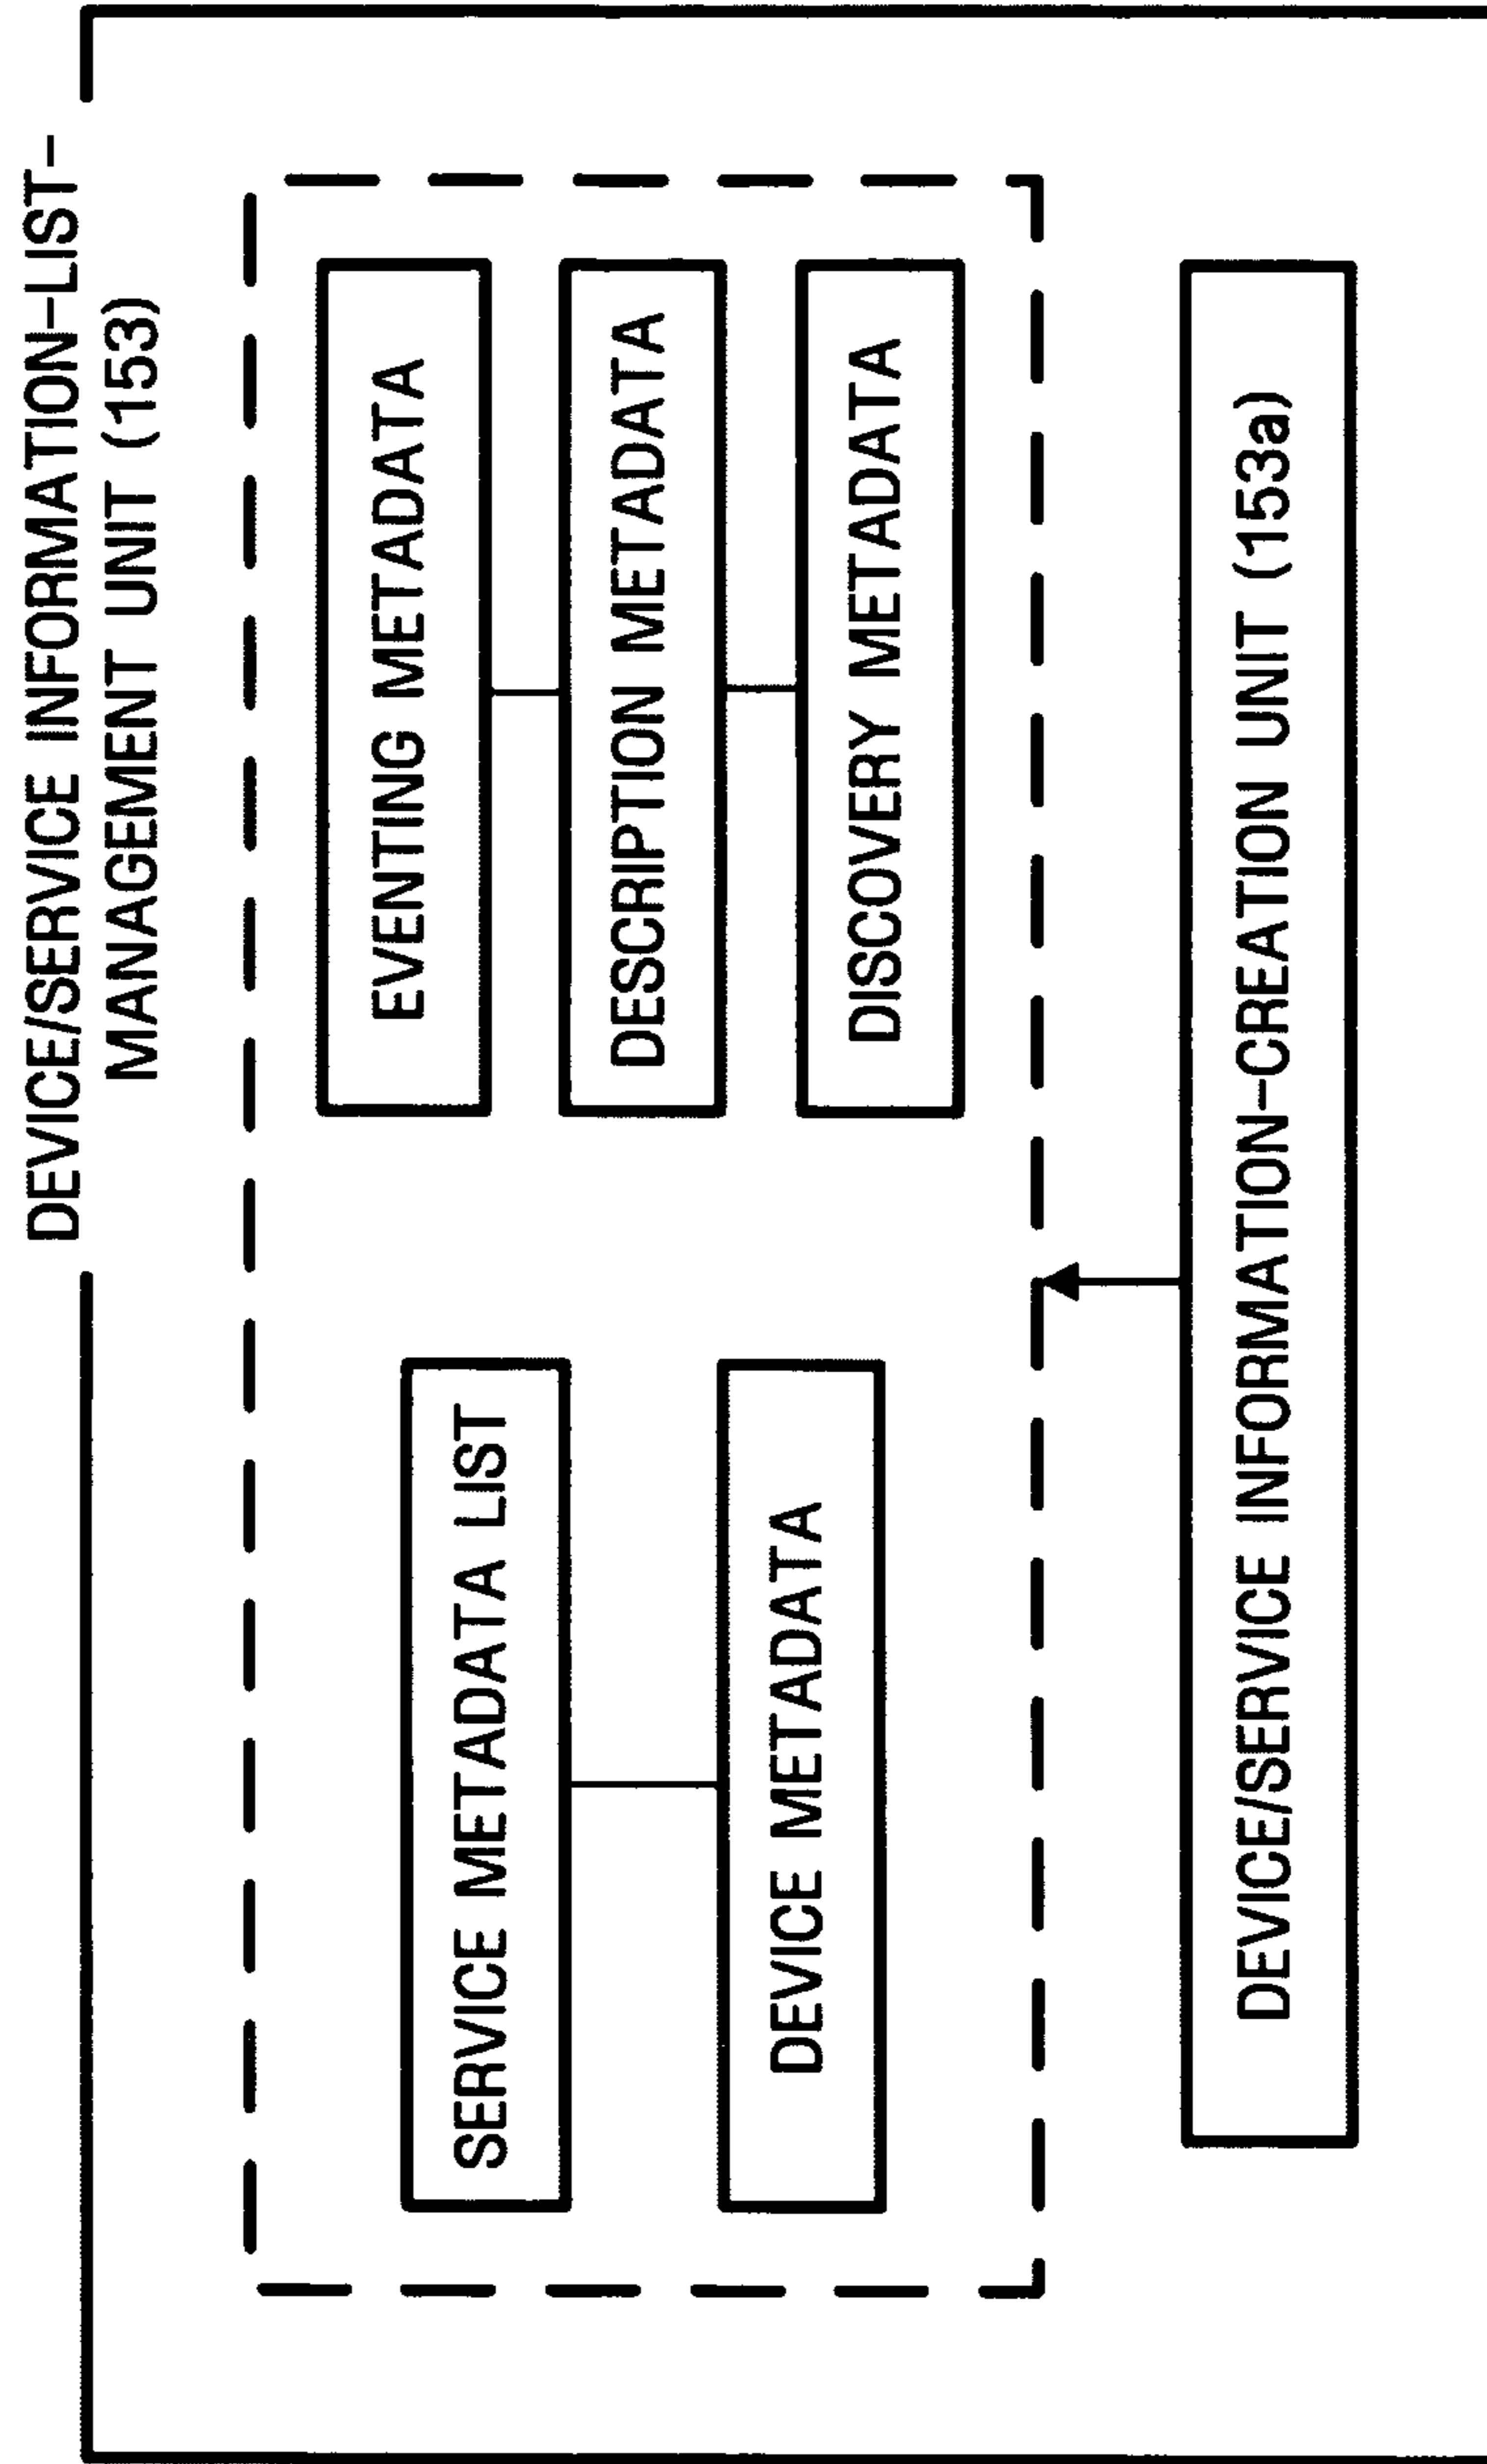 DEVICE/SERVICE INFORMATION-LIST-
MANAGEMENT UNIT (153)
SERVICE METADATA LIST
DEVICE METADATA
EVENTING METADATA
DESCRIPTION METADATA
DISCOVERY METADATA
DEVICE/SERVICE INFORMATION-CREATION UNIT (153a)